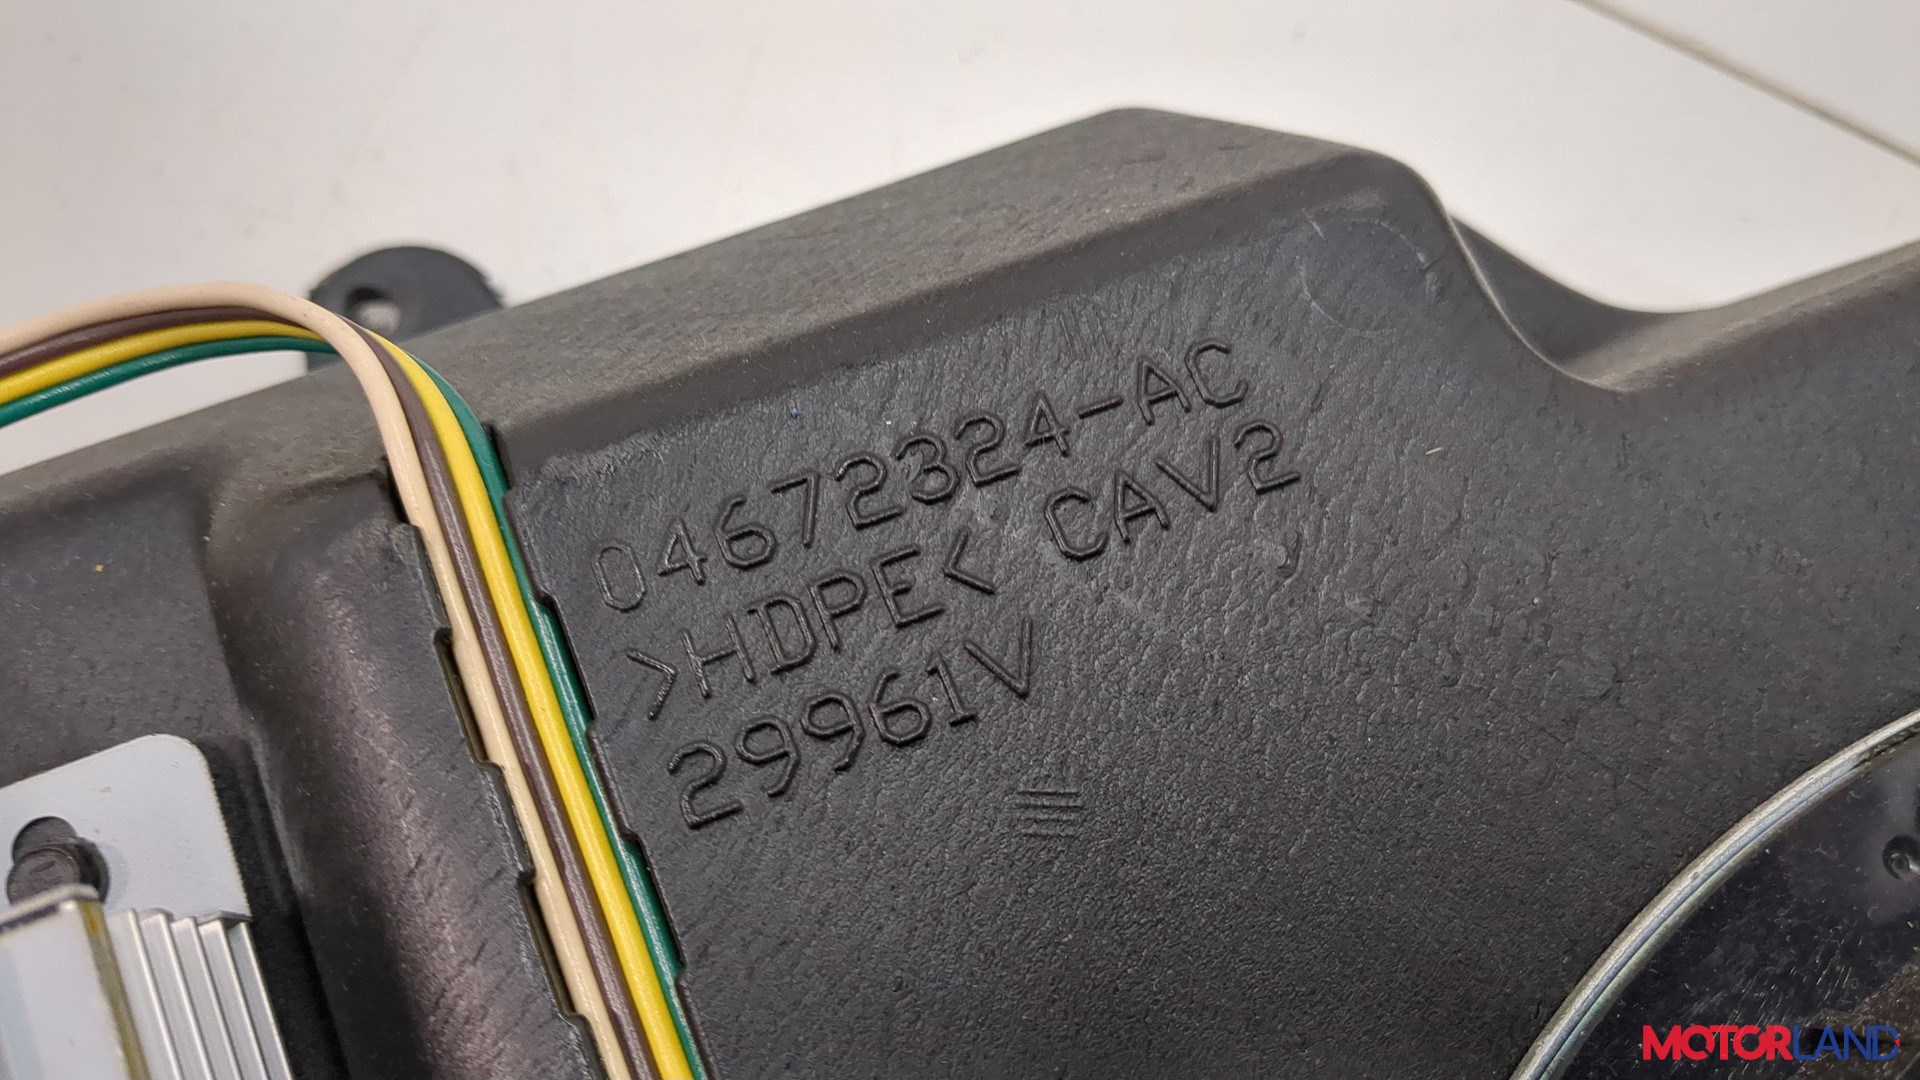 04672324-AC
>HDPE< CAV2
29961V
MOTORLAND